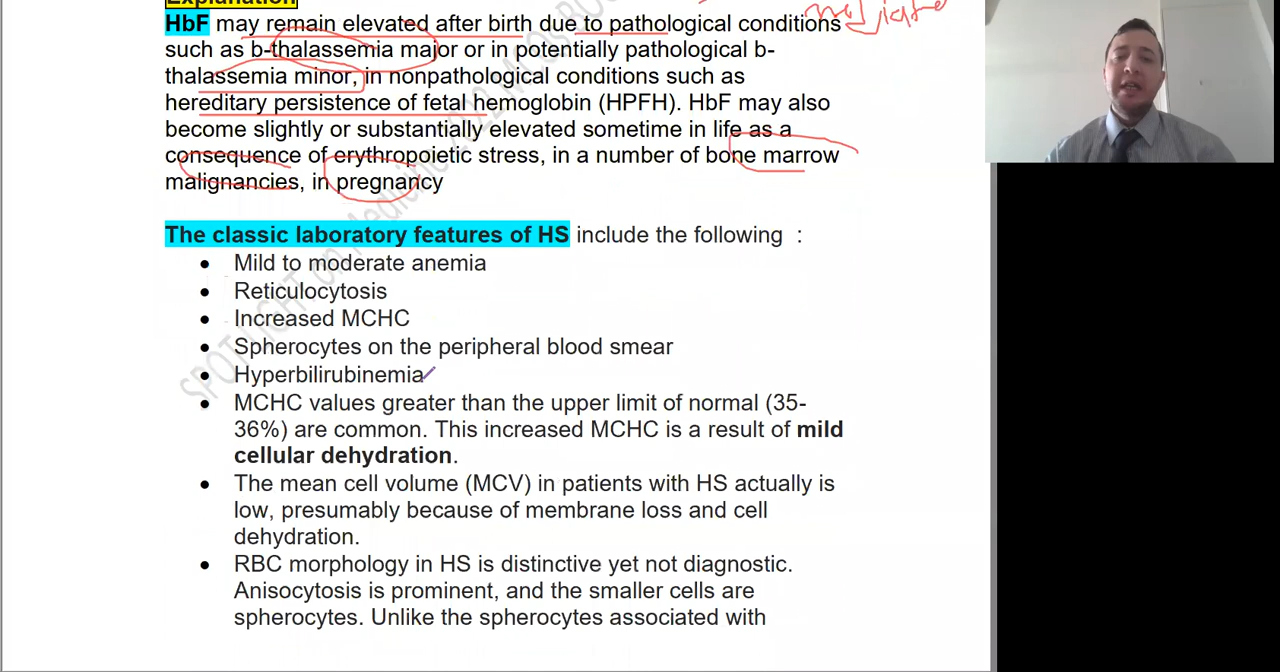 Explanation
HbF may remain elevated after birth due to pathological conditions
such as b-thalassemia major or in potentially pathological b-
thalassemia minor, in nonpathological conditions such as
hereditary persistence of fetal hemoglobin (HPFH). HbF may also
become slightly or substantially elevated sometime in life as a
consequence of erythropoietic stress, in a number of bone marrow
malignancies, in pregnancy
The classic laboratory features of HS include the following :
• Mild to moderate anemia
• Reticulocytosis
• Increased MCHC
• Spherocytes on the peripheral blood smear
• Hyperbilirubinemia
• MCHC values greater than the upper limit of normal (35-
36%) are common. This increased MCHC is a result of mild
cellular dehydration.
• The mean cell volume (MCV) in patients with HS actually is
low, presumably because of membrane loss and cell
dehydration.
• RBC morphology in HS is distinctive yet not diagnostic.
Anisocytosis is prominent, and the smaller cells are
spherocytes. Unlike the spherocytes associated with
SPOT LIGHT on Medicine 2022 MCQs